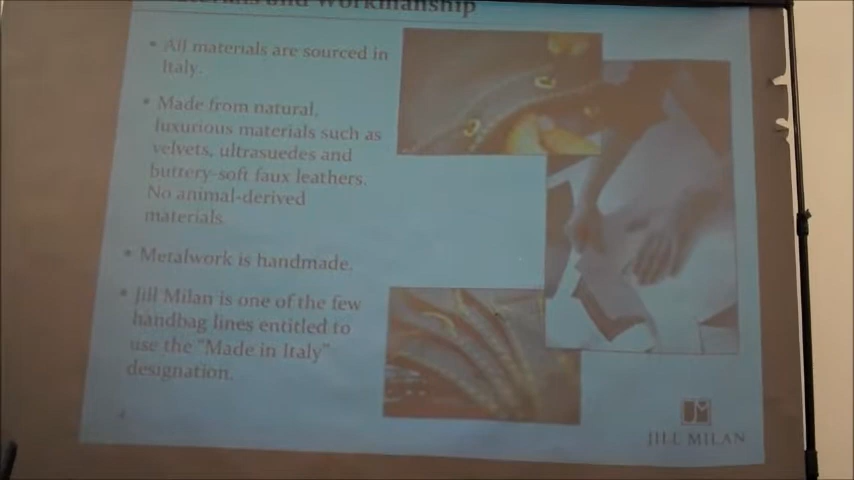 Materials and Workmanship
• All materials are sourced in
Italy.
• Made from natural,
luxurious materials such as
velvets, ultrasuedes and
buttery-soft faux leathers.
No animal-derived
materials.
• Metalwork is handmade.
• Jill Milan is one of the few
handbag lines entitled to
use the "Made in Italy"
designation.
4
JM
JILL MILAN